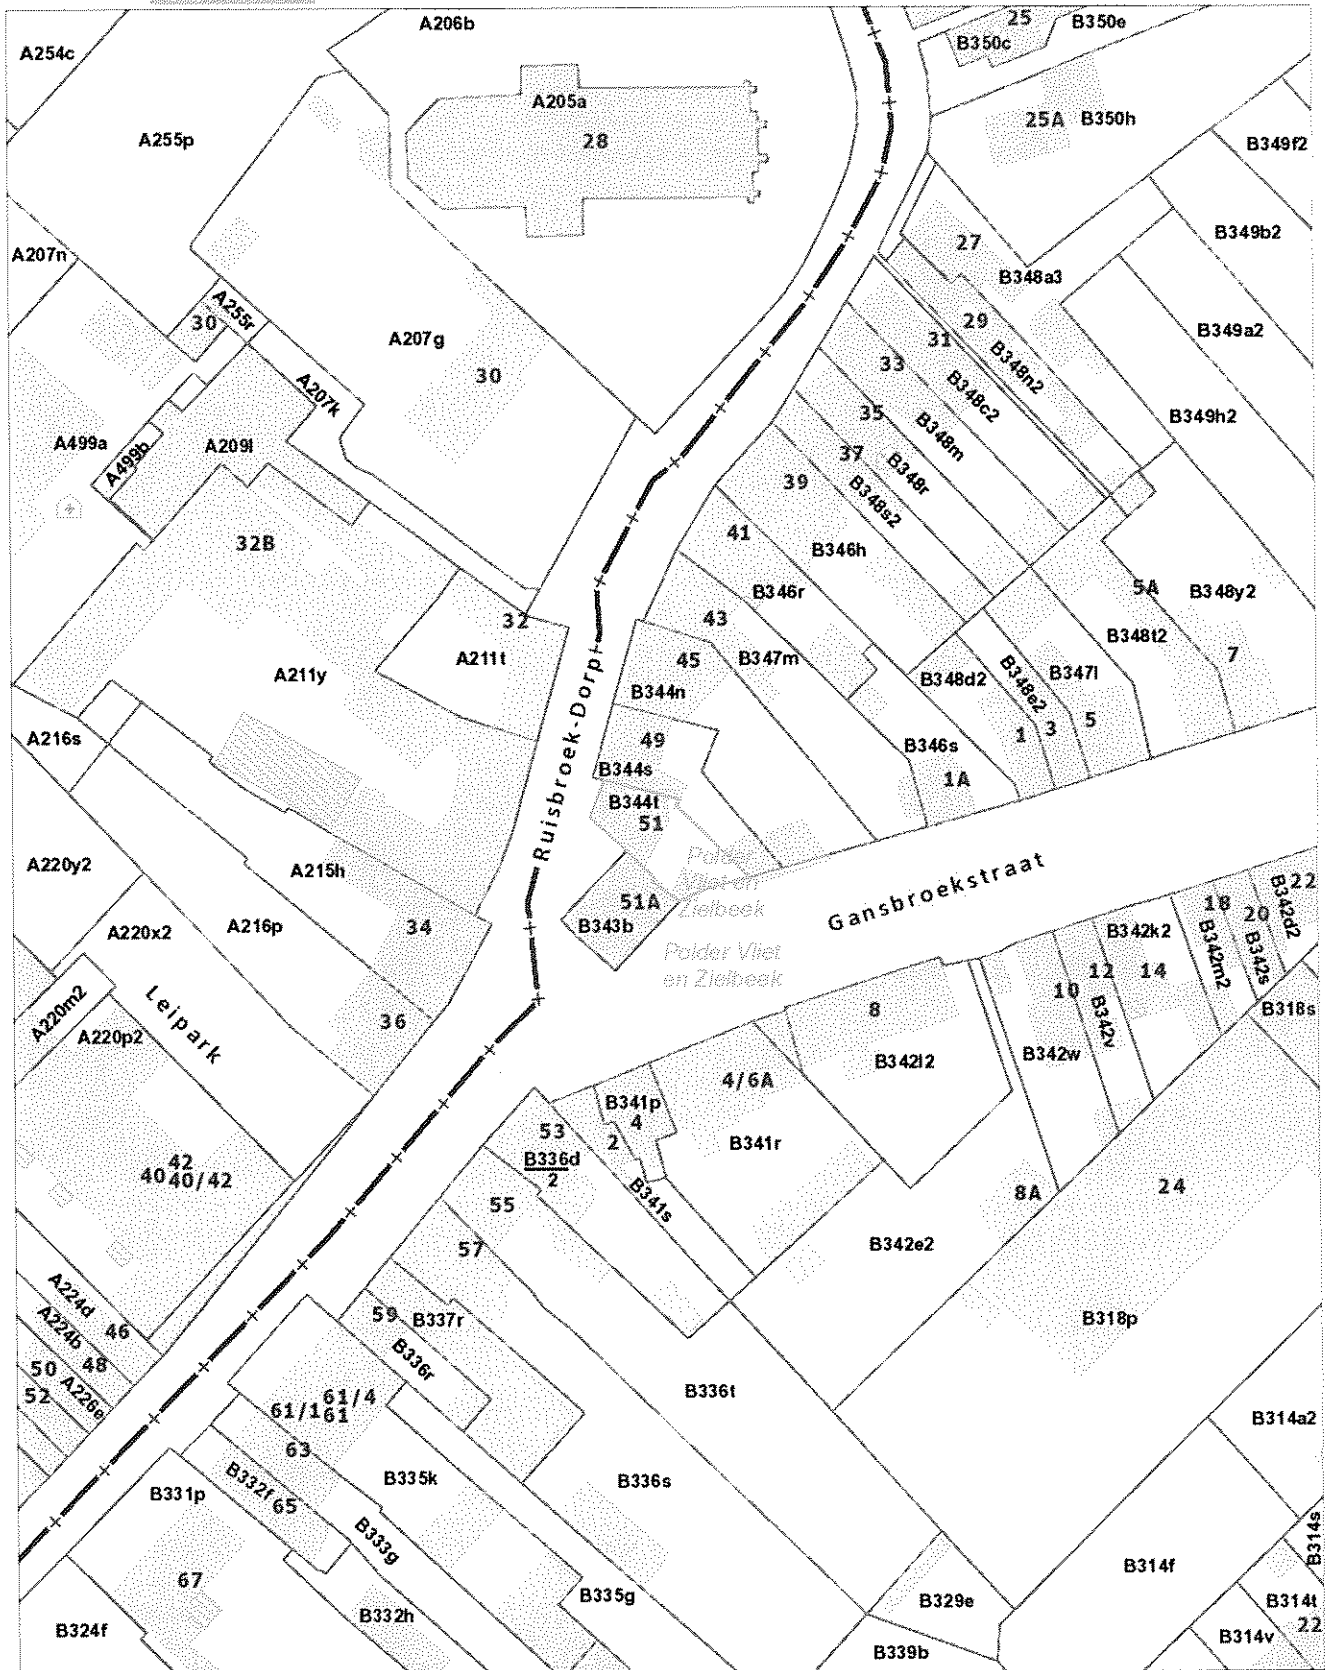 A254c
A206b
25
B350e
B350c
A205a
28
A255p
25A
B350h
B349f2
A207n
27
B348a3
B349b2
A255r
30
A207g
30
29
31
B348n2
B349a2
A207k
33
B348c2
35
B348m
B349h2
A499a
A499b
A209l
37
B348r
39
B348s2
32B
41
B346h
B346r
5A
B348y2
32
43
A211t
45
B347m
B348t2
7
A211y
B344n
B348d2
B348e2
B347l
5
3
1
A216s
49
B344s
B346s
1A
B344t
51
Ruisbroek-Dorp
Polder
Vliet en
Zielbeek
A220y2
A215h
Gansbroekstraat
51A
B343b
22
B342d2
18
20
A220x2
A216p
34
Polder Vliet
en Zielbeek
B342k2
B342m2
B342s
12
14
10
B342v
A220m2
Leipark
A220p2
36
8
B342l2
B342w
B318s
4/6A
B341p
4
53
2
B341r
B336d
2
B341s
42
40
40/42
55
8A
24
57
B342e2
A224d
46
A224b
48
50
A226e
52
59
B337r
B336r
B318p
61/4
61/1
61
B336t
B314a2
63
B335k
B336s
B331p
B332f
65
B333g
B314s
67
B332h
B335g
B329e
B314f
B314t
22
B324f
B339b
B314v